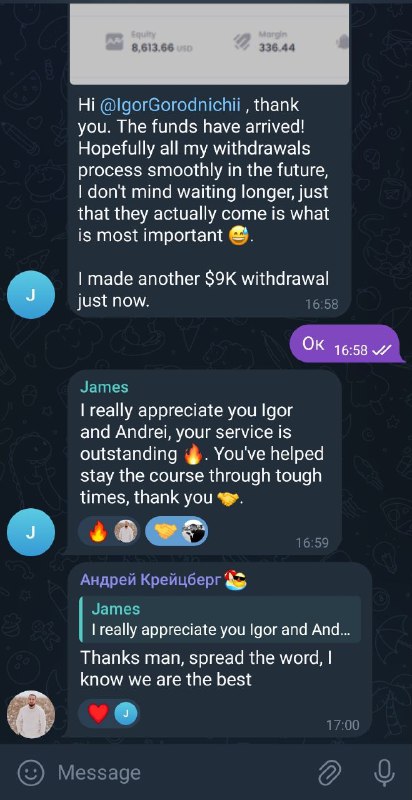 Equity
8,613.66 USD
Margin
336.44
Hi @IgorGorodnichii , thank
you. The funds have arrived!
Hopefully all my withdrawals
process smoothly in the future,
I don't mind waiting longer, just
that they actually come is what
is most important 😅.
I made another $9K withdrawal
just now.
16:58
J
Ок 16:58
James
I really appreciate you Igor
and Andrei, your service is
outstanding 🔥. You've helped
stay the course through tough
times, thank you 🤝.
16:59
J
Андрей Крейцберг
James
I really appreciate you Igor and And...
Thanks man, spread the word, I
know we are the best
J
17:00
Message